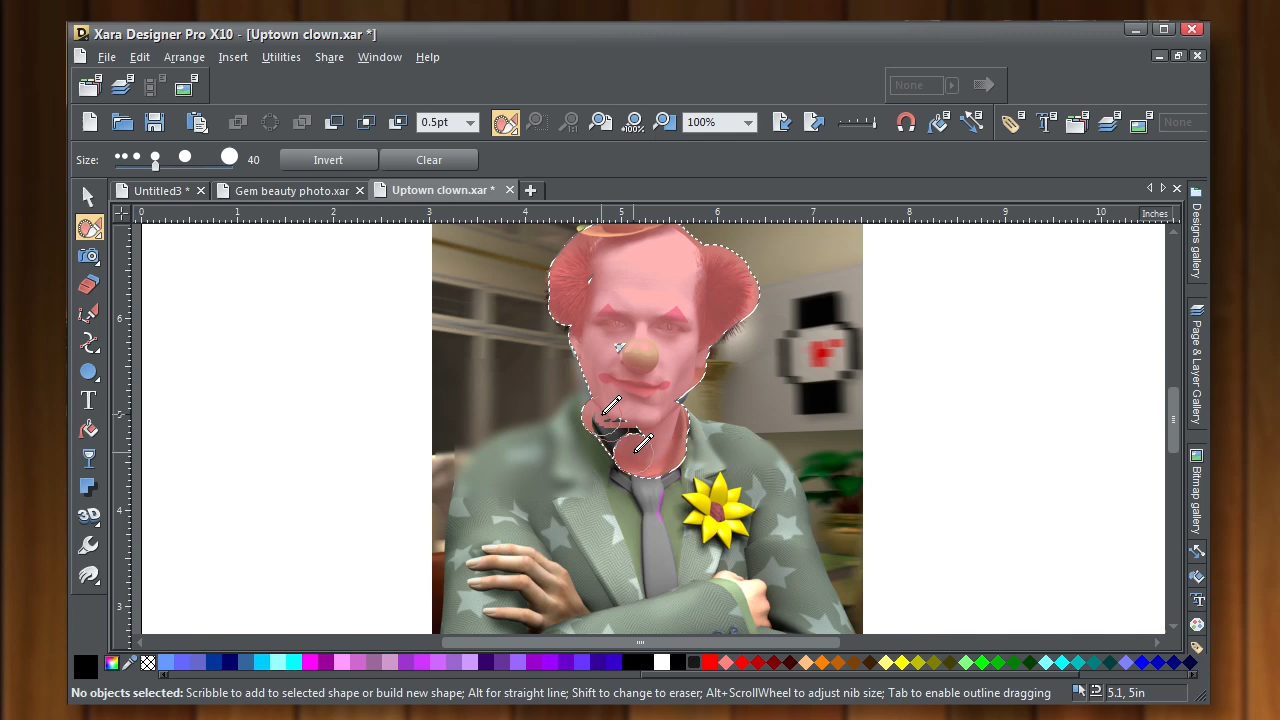 Xara Designer Pro X10 - [Uptown clown.xar *]
File Edit Arrange Insert Utilities Share Window Help
None
0.5pt 100% None
Size: 40 Invert Clear
Untitled3 * Gem beauty photo.xar Uptown clown.xar *
0 1 2 3 4 5 6 7 8 9 10 Inches
Designs gallery
6
Page & Layer Gallery
5
T
Bitmap gallery
4
3D
3
No objects selected: Scribble to add to selected shape or build new shape; Alt for straight line; Shift to change to eraser; Alt+ScrollWheel to adjust nib size; Tab to enable outline dragging
5.1, 5in